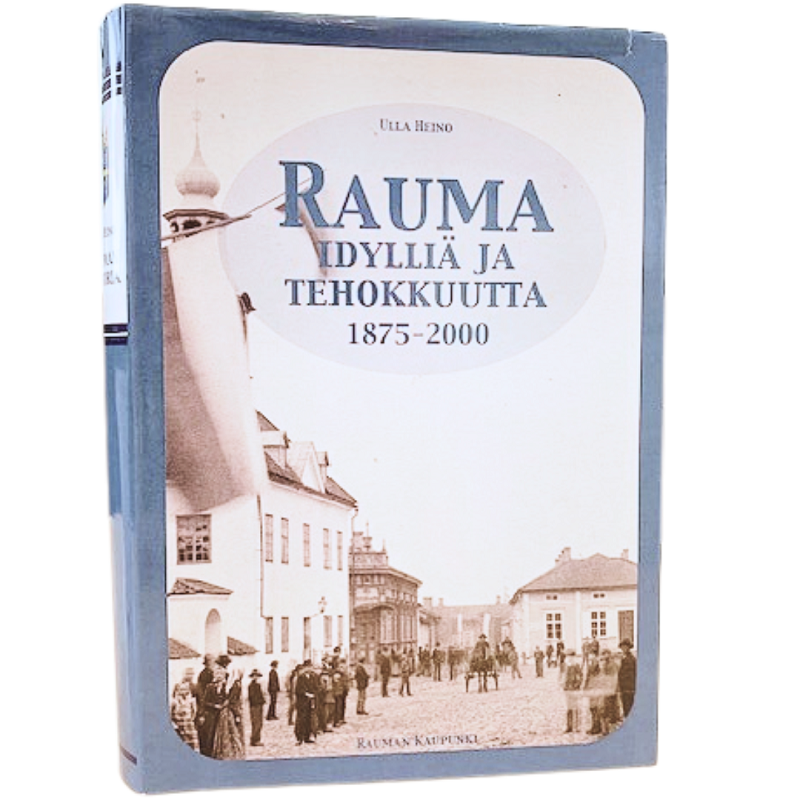 ULLA HEINO
RAUMA
IDYLLIÄ JA
TEHOKKUUTTA
1875-2000
RAUMAN KAUPUNKI